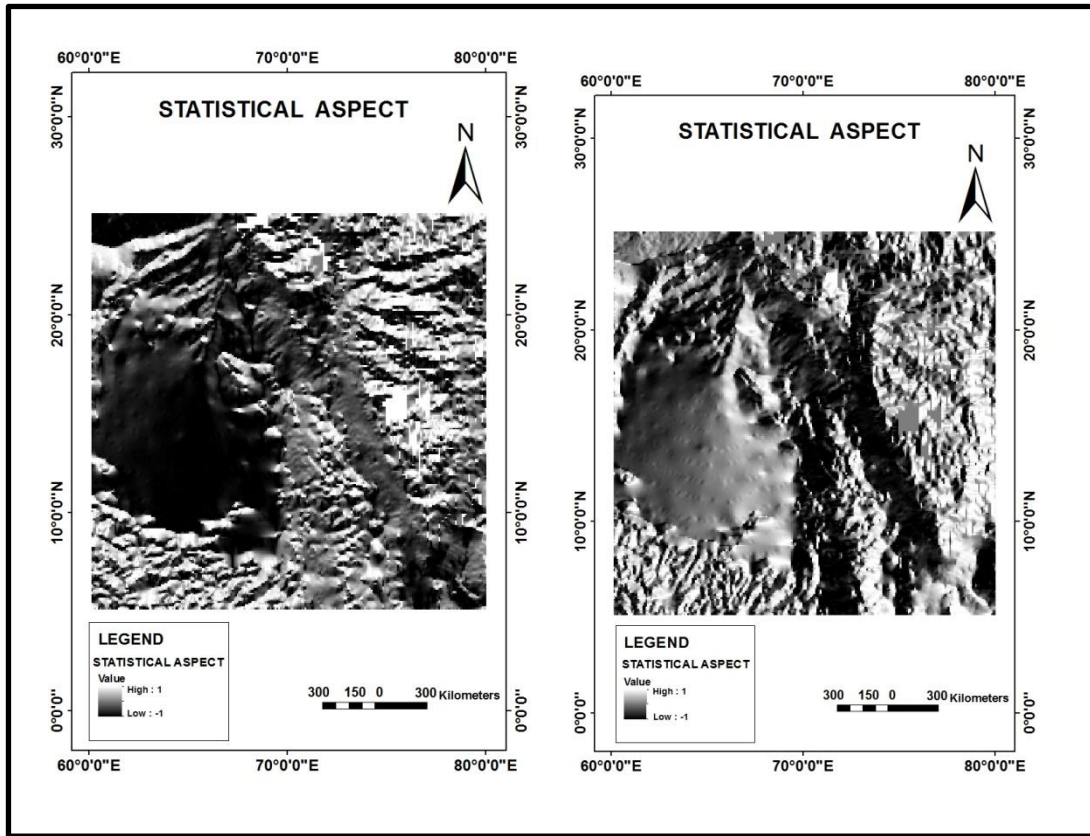 60°0'0"E 70°0'0"E 80°0'0"E
STATISTICAL ASPECT
N
30°0'0"N 30°0'0"N
20°0'0"N 20°0'0"N
10°0'0"N 10°0'0"N
0°0'0" 0°0'0"
LEGEND
STATISTICAL ASPECT
Value
High : 1
Low : -1
300 150 0 300 Kilometers
60°0'0"E 70°0'0"E 80°0'0"E
60°0'0"E 70°0'0"E 80°0'0"E
STATISTICAL ASPECT
N
30°0'0"N 30°0'0"N
20°0'0"N 20°0'0"N
10°0'0"N 10°0'0"N
0°0'0" 0°0'0"
LEGEND
STATISTICAL ASPECT
Value
High : 1
Low : -1
300 150 0 300 Kilometers
60°0'0"E 70°0'0"E 80°0'0"E